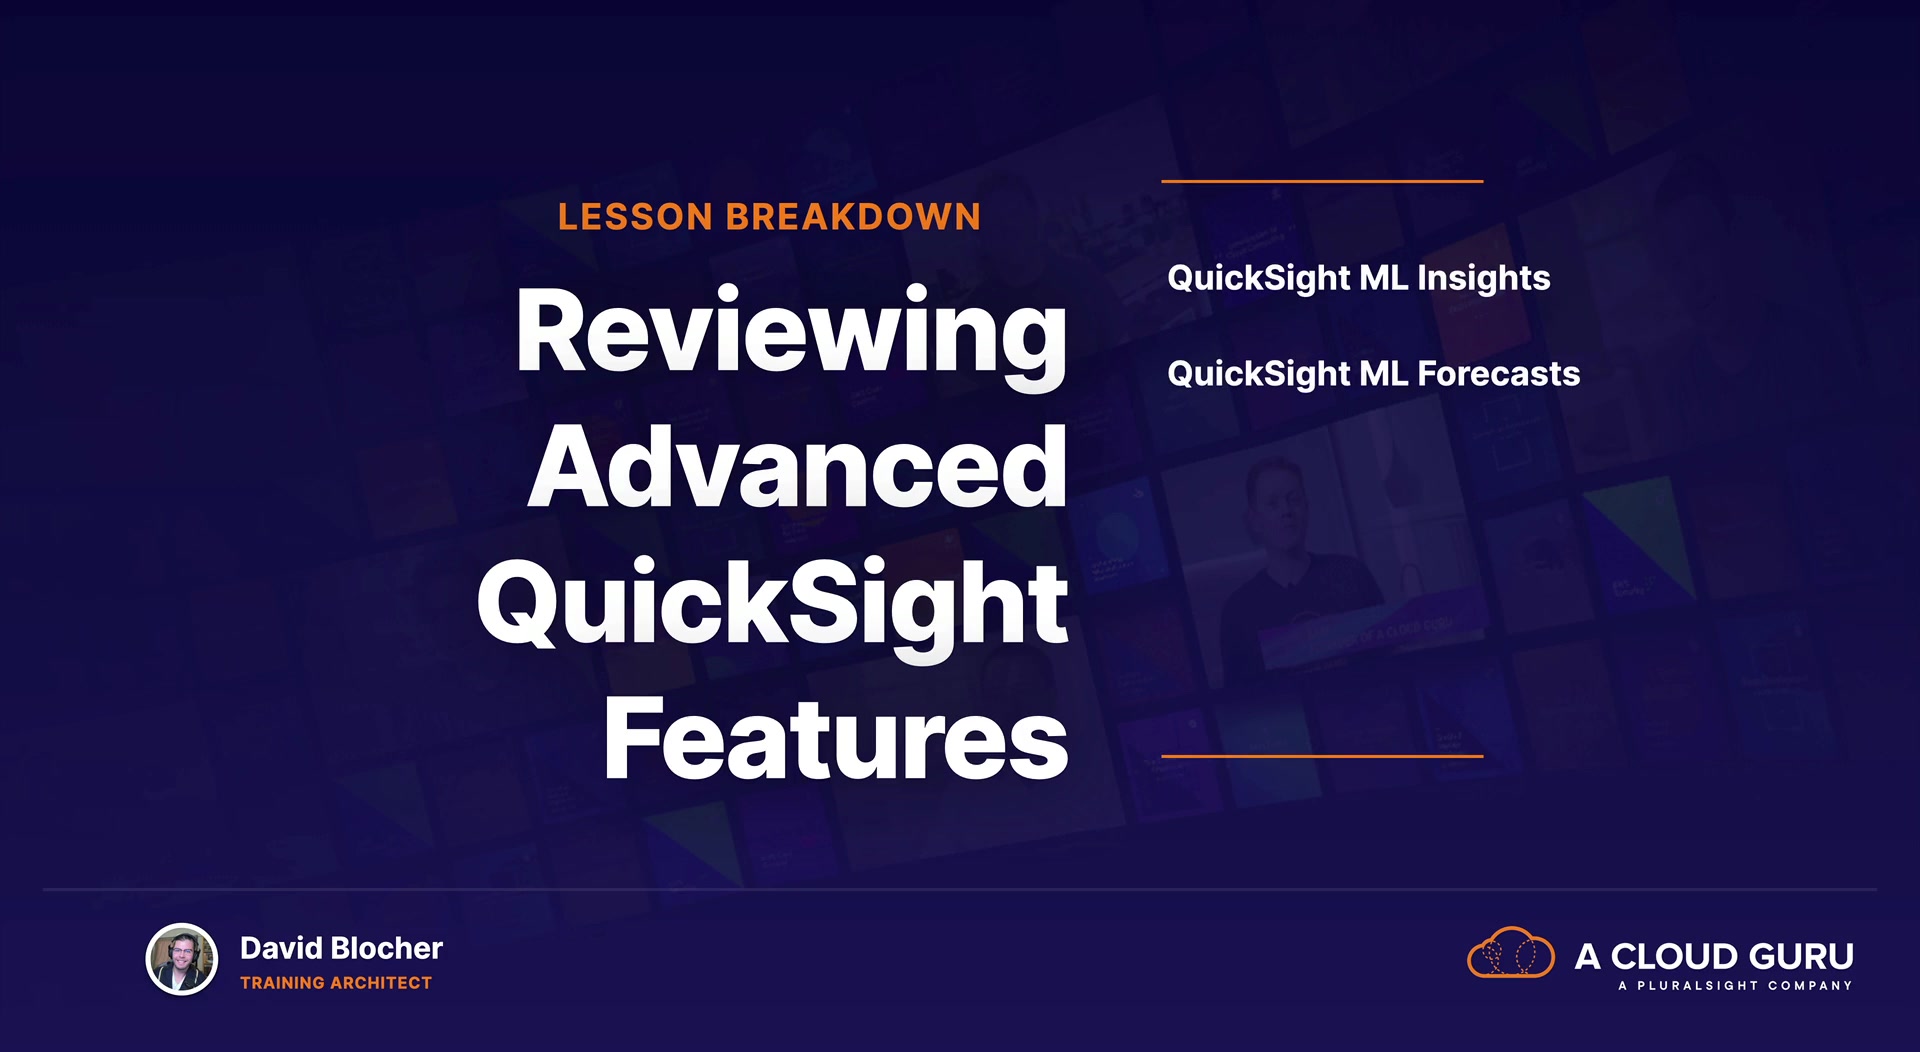 LESSON BREAKDOWN
Reviewing
Advanced
QuickSight
Features
QuickSight ML Insights
QuickSight ML Forecasts
David Blocher
TRAINING ARCHITECT
A CLOUD GURU
A PLURALSIGHT COMPANY